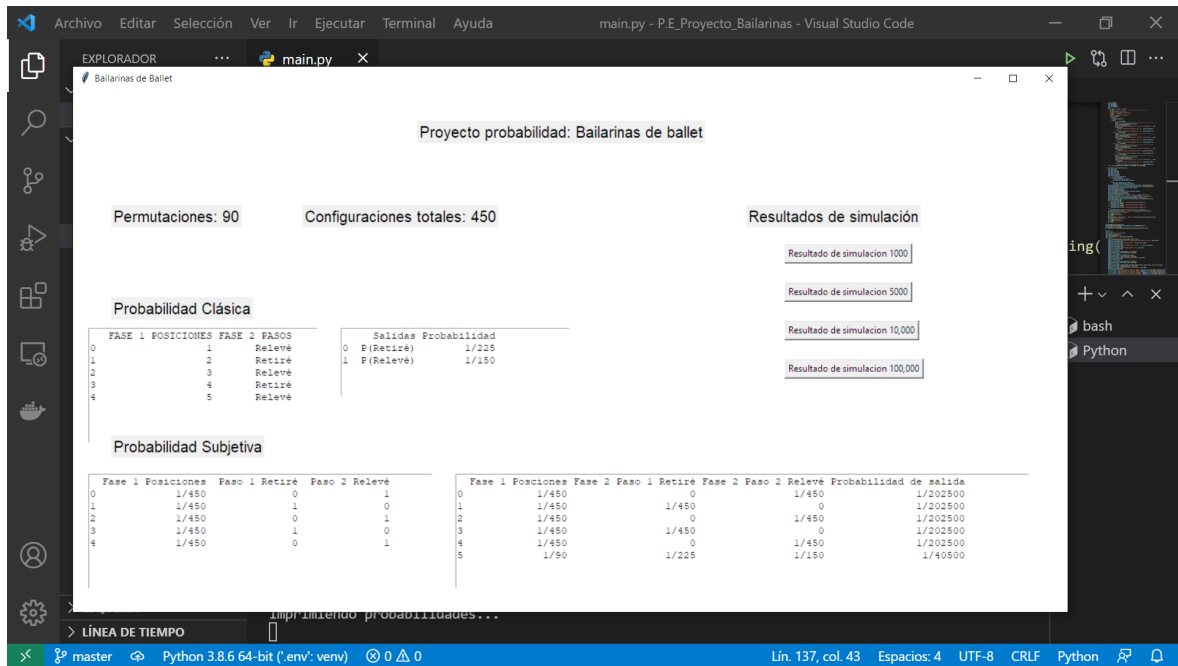 Archivo Editar Selección Ver Ir Ejecutar Terminal Ayuda main.py - P.E_Proyecto_Bailarinas - Visual Studio Code
EXPLORADOR ... main.py
Bailarinas de Ballet
Proyecto probabilidad: Bailarinas de ballet
Permutaciones: 90 Configuraciones totales: 450 Resultados de simulación
ing(
Resultado de simulacion 1000
Resultado de simulacion 5000
Resultado de simulacion 10,000
Resultado de simulacion 100,000
bash
Python
Probabilidad Clásica
FASE 1 POSICIONES FASE 2 PASOS
0 1 Relevé
1 2 Retiré
2 3 Relevé
3 4 Retiré
4 5 Relevé
Salidas Probabilidad
0 P(Retiré) 1/225
1 P(Relevé) 1/150
Probabilidad Subjetiva
Fase 1 Posiciones Paso 1 Retiré Paso 2 Relevé
0 1/450 0 1
1 1/450 1 0
2 1/450 0 1
3 1/450 1 0
4 1/450 0 1
Fase 1 Posciones Fase 2 Paso 1 Retiré Fase 2 Paso 2 Relevé Probabilidad de salida
0 1/450 0 1/450 1/202500
1 1/450 1/450 0 1/202500
2 1/450 0 1/450 1/202500
3 1/450 1/450 0 1/202500
4 1/450 0 1/450 1/202500
5 1/90 1/225 1/150 1/40500
Imprimiendo probabilidades...
LÍNEA DE TIEMPO
master Python 3.8.6 64-bit ('.env': venv) 0 0 Lín. 137, col. 43 Espacios: 4 UTF-8 CRLF Python